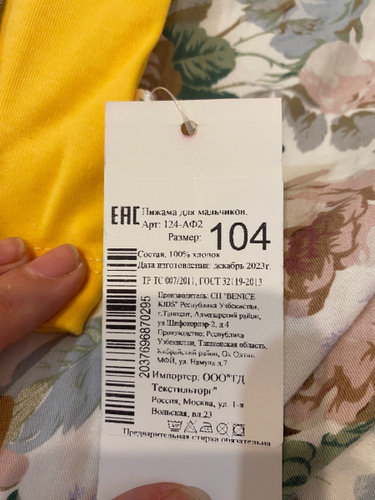 EAC Пижама для мальчиков.
Арт: 124-АФ2
Размер: 104
Состав: 100% хлопок
Дата изготовления: декабрь 2023г
ТР ТС 007/2011, ГОСТ 32119-2013
Производитель: СП "BENICE
KIDS" Республика Узбекистан,
г.Ташкент, Алмазарский район,
ул.Шифокорлар-2, д.4
Производство: Республика
Узбекистан, Ташкентская область,
Кибрайский район, Ок Олтин
МФЙ, ул. д.7
Импортер: ООО"ТД
Текстильторг"
Россия, Москва, ул. 1-я
Вольская, вл.23
Предварительная стирка обязательна
2037696870295